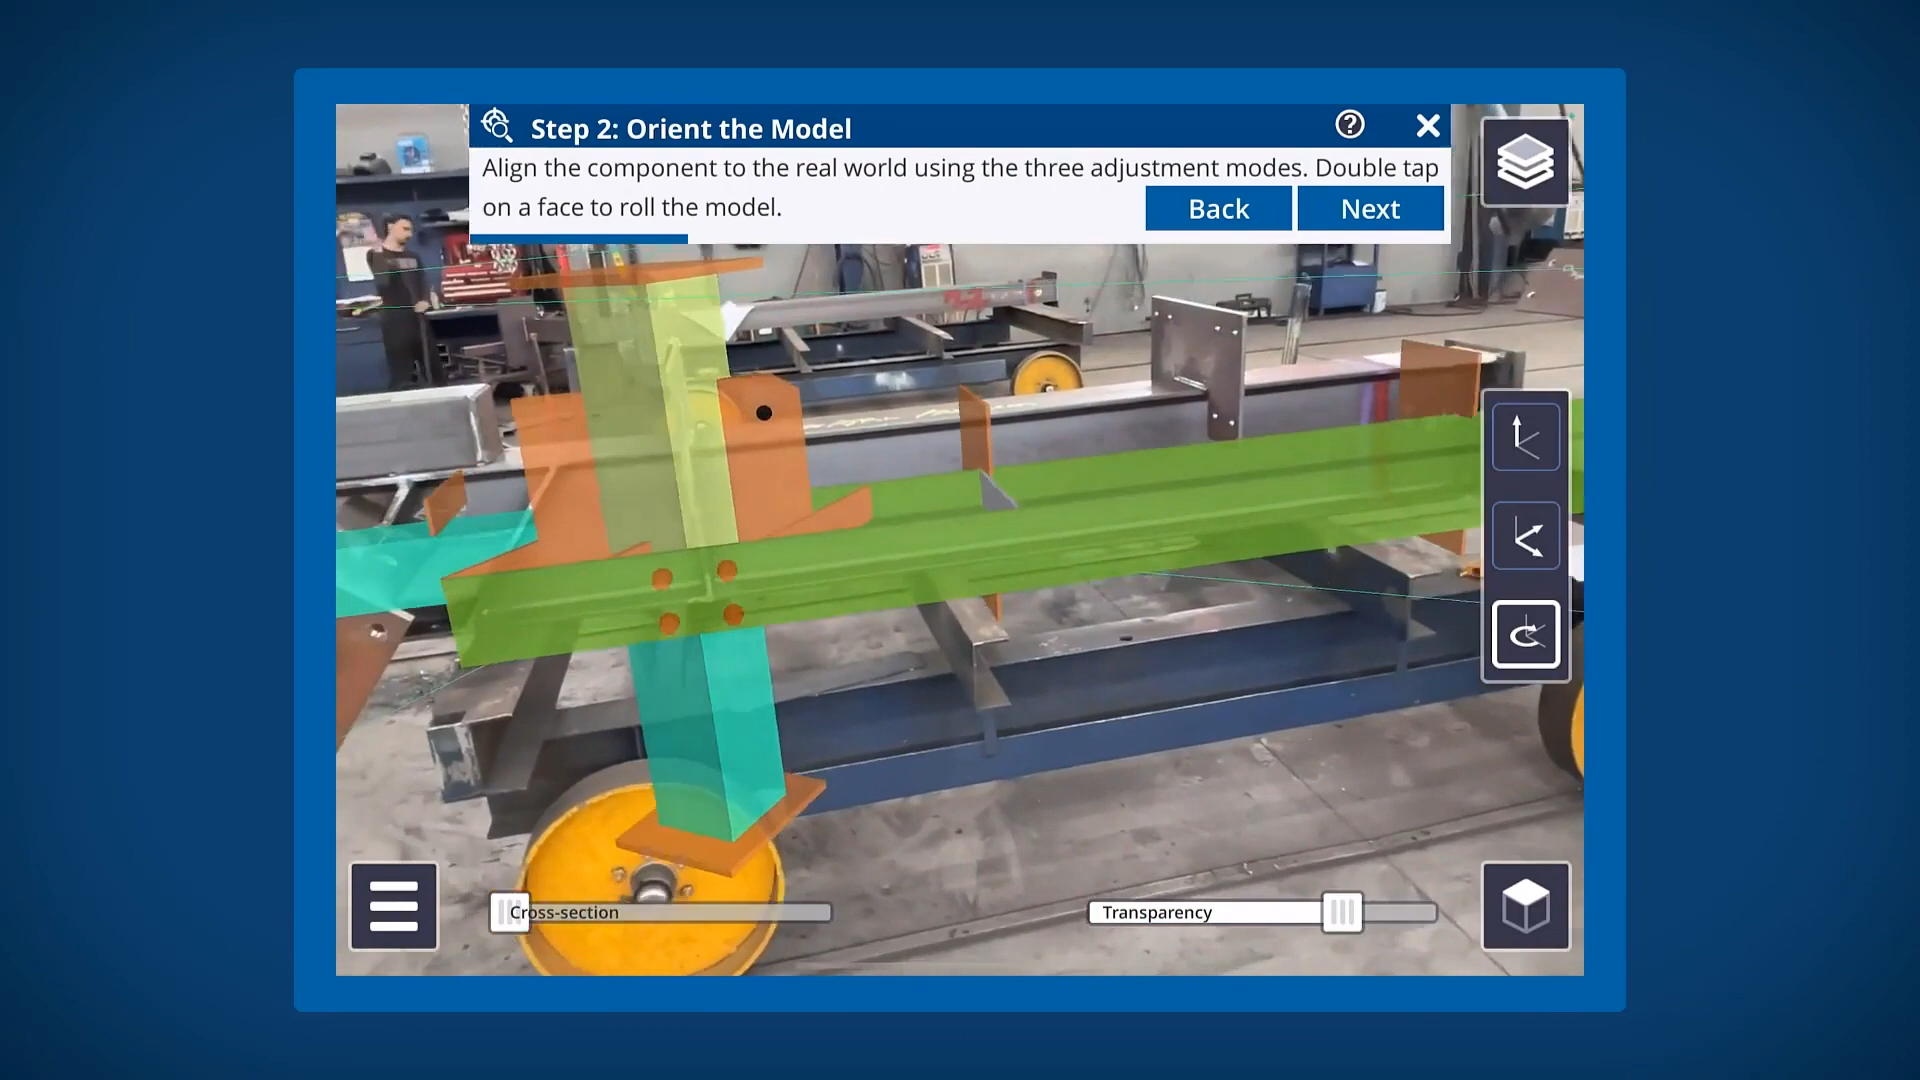 Step 2: Orient the Model
Align the component to the real world using the three adjustment modes. Double tap
on a face to roll the model.
Back
Next
Cross-section
Transparency